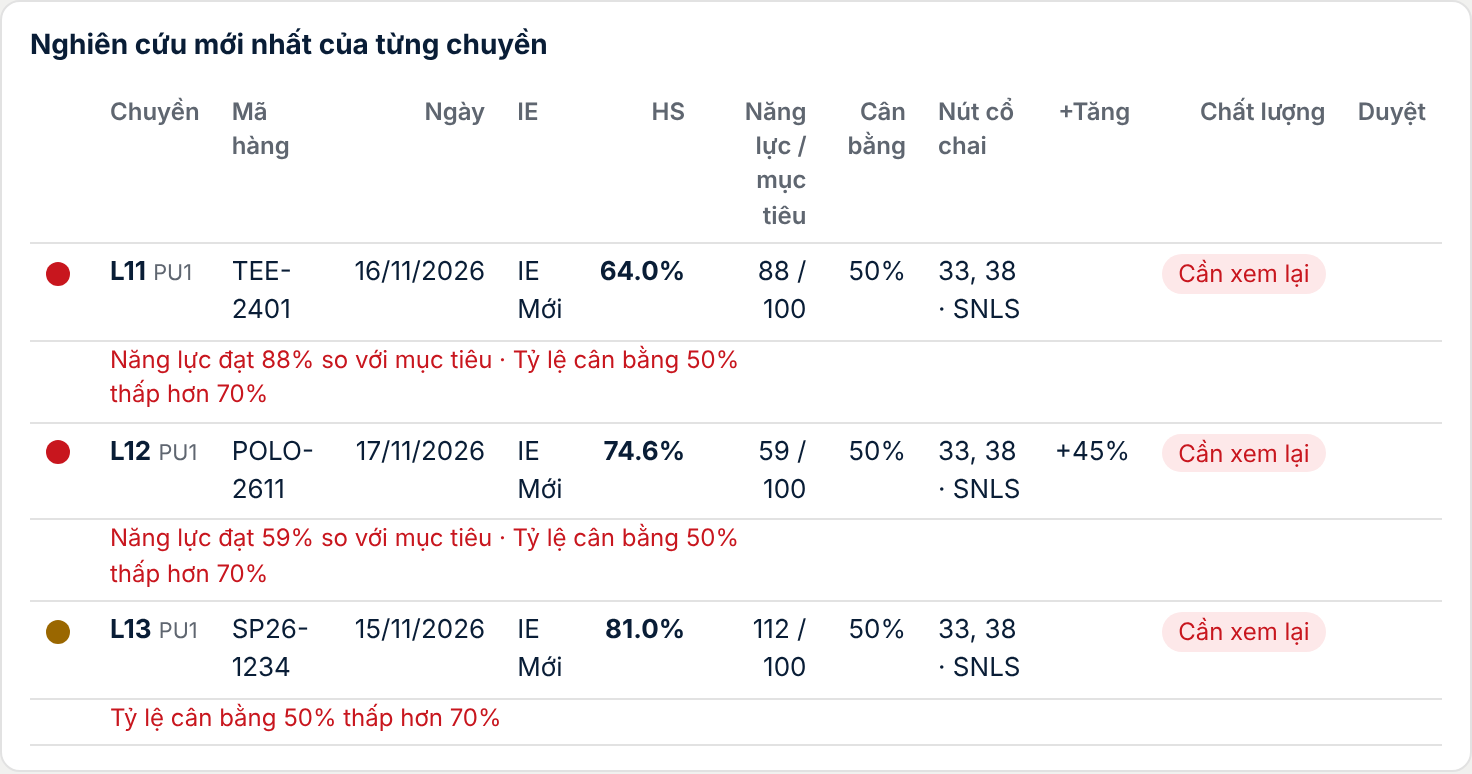 Nghiên cứu mới nhất của từng chuyền
Chuyền Mã hàng Ngày IE HS Năng lực / mục tiêu Cân bằng Nút cổ chai +Tăng Chất lượng Duyệt
L11 PU1 TEE-2401 16/11/2026 IE Mới 64.0% 88 / 100 50% 33, 38 · SNLS Cần xem lại
Năng lực đạt 88% so với mục tiêu · Tỷ lệ cân bằng 50%
thấp hơn 70%
L12 PU1 POLO-2611 17/11/2026 IE Mới 74.6% 59 / 100 50% 33, 38 · SNLS +45% Cần xem lại
Năng lực đạt 59% so với mục tiêu · Tỷ lệ cân bằng 50%
thấp hơn 70%
L13 PU1 SP26-1234 15/11/2026 IE Mới 81.0% 112 / 100 50% 33, 38 · SNLS Cần xem lại
Tỷ lệ cân bằng 50% thấp hơn 70%